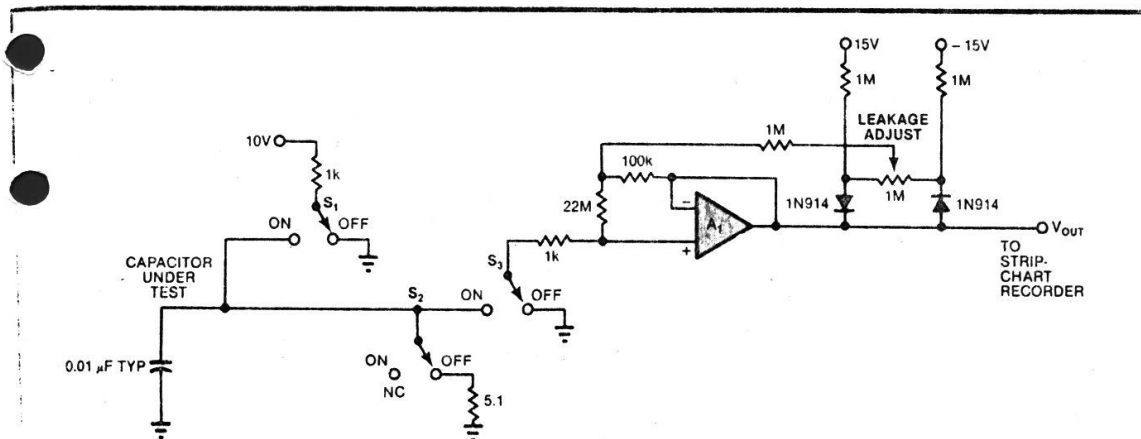 15V
- 15V
1M
1M
LEAKAGE
ADJUST
1M
10V
100k
1k
S1
1M
1N914
1N914
ON
OFF
22M
A1
−
+
VOUT
CAPACITOR
UNDER
TEST
1k
S3
TO
STRIP-
CHART
RECORDER
S2
ON
OFF
0.01 µF TYP
ON
OFF
NC
5.1